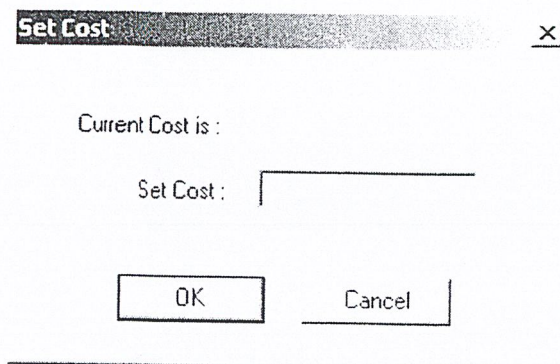 Set Cost
Current Cost is :
Set Cost :
OK
Cancel